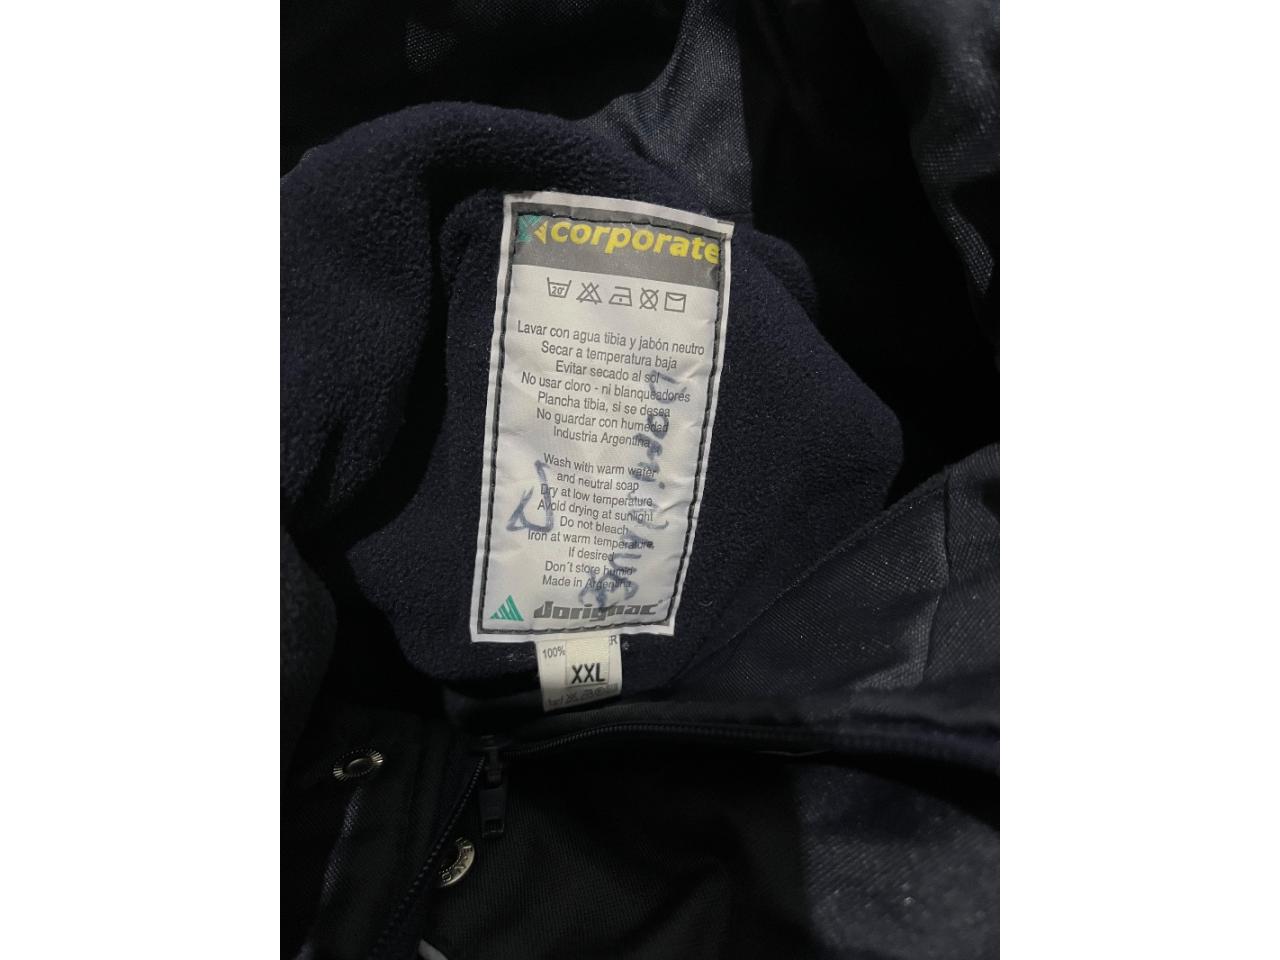 corporate
20°
Lavar con agua tibia y jabón neutro
Secar a temperatura baja
Evitar secado al sol
No usar cloro - ni blanqueadores
Plancha tibia, si se desea
No guardar con humedad
Industria Argentina
Wash with warm water
and neutral soap
Dry at low temperature
Avoid drying at sunlight
Do not bleach
Iron at warm temperature,
If desired
Don´t store humid
Made in Argentina
Jorignac
100%
XXL